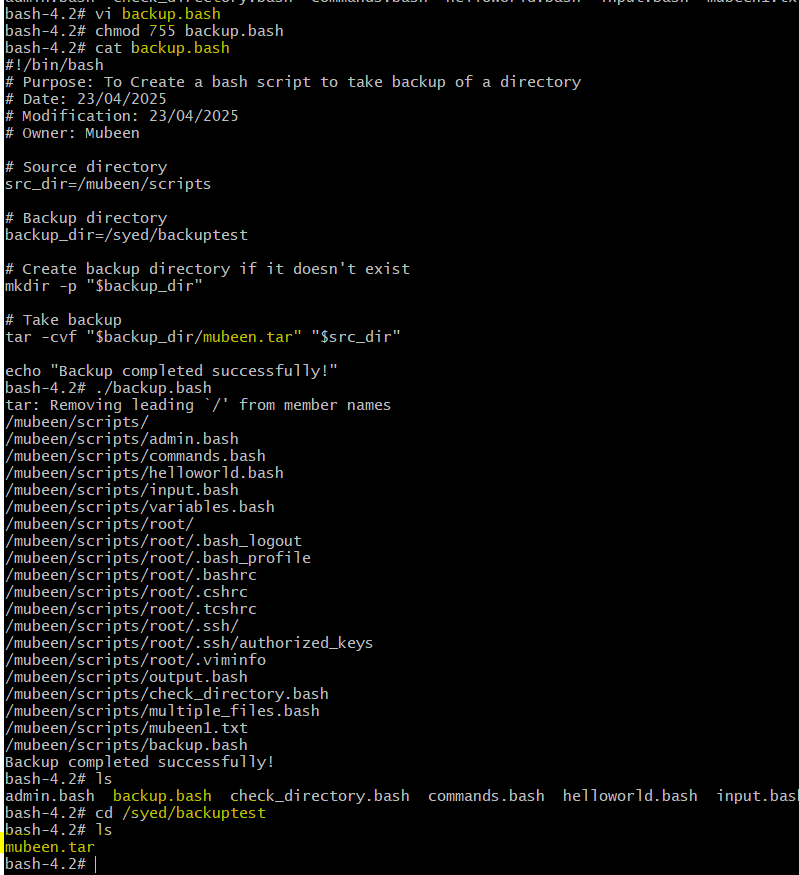 admin.bash check_directory.bash commands.bash helloworld.bash input.bash mubeen1.tx
bash-4.2# vi backup.bash
bash-4.2# chmod 755 backup.bash
bash-4.2# cat backup.bash
#!/bin/bash
# Purpose: To Create a bash script to take backup of a directory
# Date: 23/04/2025
# Modification: 23/04/2025
# Owner: Mubeen

# Source directory
src_dir=/mubeen/scripts

# Backup directory
backup_dir=/syed/backuptest

# Create backup directory if it doesn't exist
mkdir -p "$backup_dir"

# Take backup
tar -cvf "$backup_dir/mubeen.tar" "$src_dir"

echo "Backup completed successfully!"
bash-4.2# ./backup.bash
tar: Removing leading `/' from member names
/mubeen/scripts/
/mubeen/scripts/admin.bash
/mubeen/scripts/commands.bash
/mubeen/scripts/helloworld.bash
/mubeen/scripts/input.bash
/mubeen/scripts/variables.bash
/mubeen/scripts/root/
/mubeen/scripts/root/.bash_logout
/mubeen/scripts/root/.bash_profile
/mubeen/scripts/root/.bashrc
/mubeen/scripts/root/.cshrc
/mubeen/scripts/root/.tcshrc
/mubeen/scripts/root/.ssh/
/mubeen/scripts/root/.ssh/authorized_keys
/mubeen/scripts/root/.viminfo
/mubeen/scripts/output.bash
/mubeen/scripts/check_directory.bash
/mubeen/scripts/multiple_files.bash
/mubeen/scripts/mubeen1.txt
/mubeen/scripts/backup.bash
Backup completed successfully!
bash-4.2# ls
admin.bash  backup.bash  check_directory.bash  commands.bash  helloworld.bash  input.bas
bash-4.2# cd /syed/backuptest
bash-4.2# ls
mubeen.tar
bash-4.2#